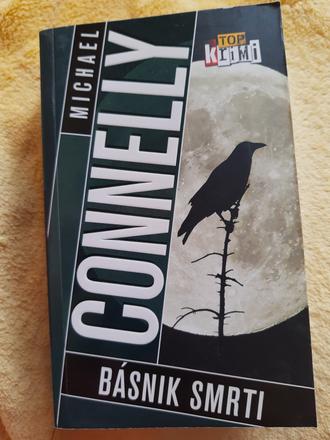 MICHAEL
CONNELLY
TOP
KRIMI
BÁSNIK SMRTI